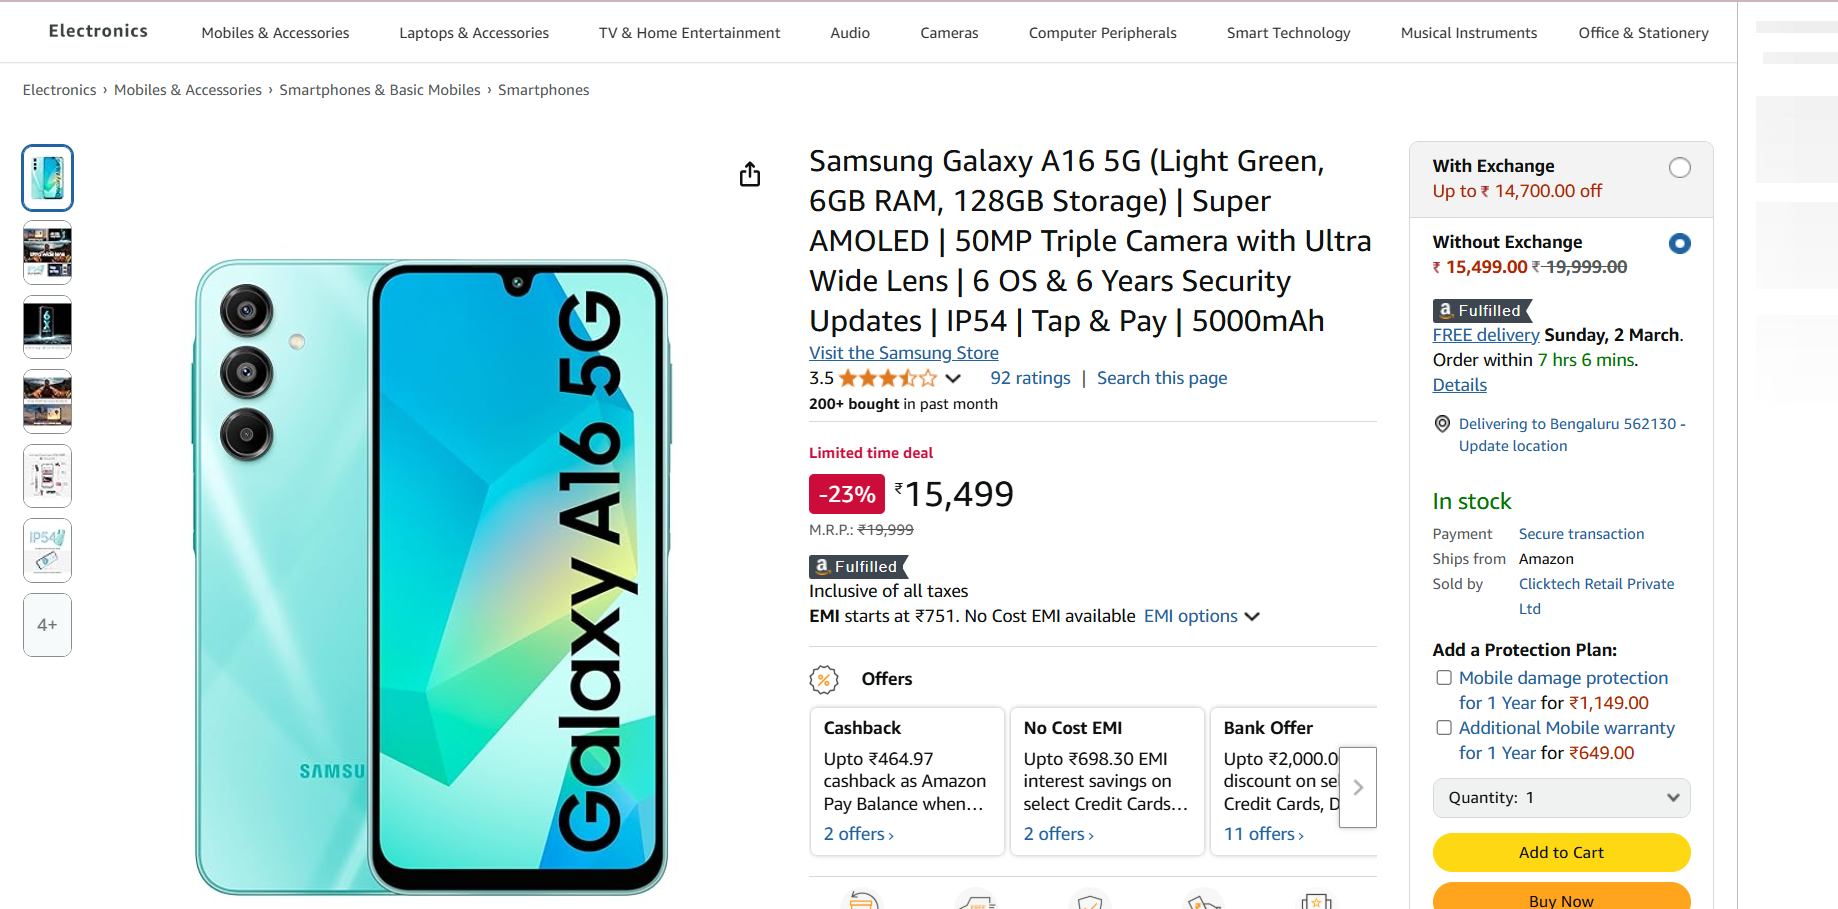 Electronics
Mobiles & Accessories
Laptops & Accessories
TV & Home Entertainment
Audio
Cameras
Computer Peripherals
Smart Technology
Musical Instruments
Office & Stationery
Electronics › Mobiles & Accessories › Smartphones & Basic Mobiles › Smartphones
IP54
4+
SAMSU
Galaxy A16 5G
Samsung Galaxy A16 5G (Light Green,
6GB RAM, 128GB Storage) | Super
AMOLED | 50MP Triple Camera with Ultra
Wide Lens | 6 OS & 6 Years Security
Updates | IP54 | Tap & Pay | 5000mAh
Visit the Samsung Store
3.5
92 ratings | Search this page
200+ bought in past month
Limited time deal
-23% ₹15,499
M.R.P.: ₹19,999
a Fulfilled
Inclusive of all taxes
EMI starts at ₹751. No Cost EMI available EMI options
% Offers
Cashback
Upto ₹464.97
cashback as Amazon
Pay Balance when…
2 offers ›
No Cost EMI
Upto ₹698.30 EMI
interest savings on
select Credit Cards…
2 offers ›
Bank Offer
Upto ₹2,000.0
discount on se
Credit Cards, D
11 offers ›
With Exchange
Up to ₹ 14,700.00 off
Without Exchange
₹ 15,499.00 ₹ 19,999.00
a Fulfilled
FREE delivery Sunday, 2 March.
Order within 7 hrs 6 mins.
Details
Delivering to Bengaluru 562130 -
Update location
In stock
Payment Secure transaction
Ships from Amazon
Sold by Clicktech Retail Private
Ltd
Add a Protection Plan:
Mobile damage protection
for 1 Year for ₹1,149.00
Additional Mobile warranty
for 1 Year for ₹649.00
Quantity: 1
Add to Cart
Buy Now